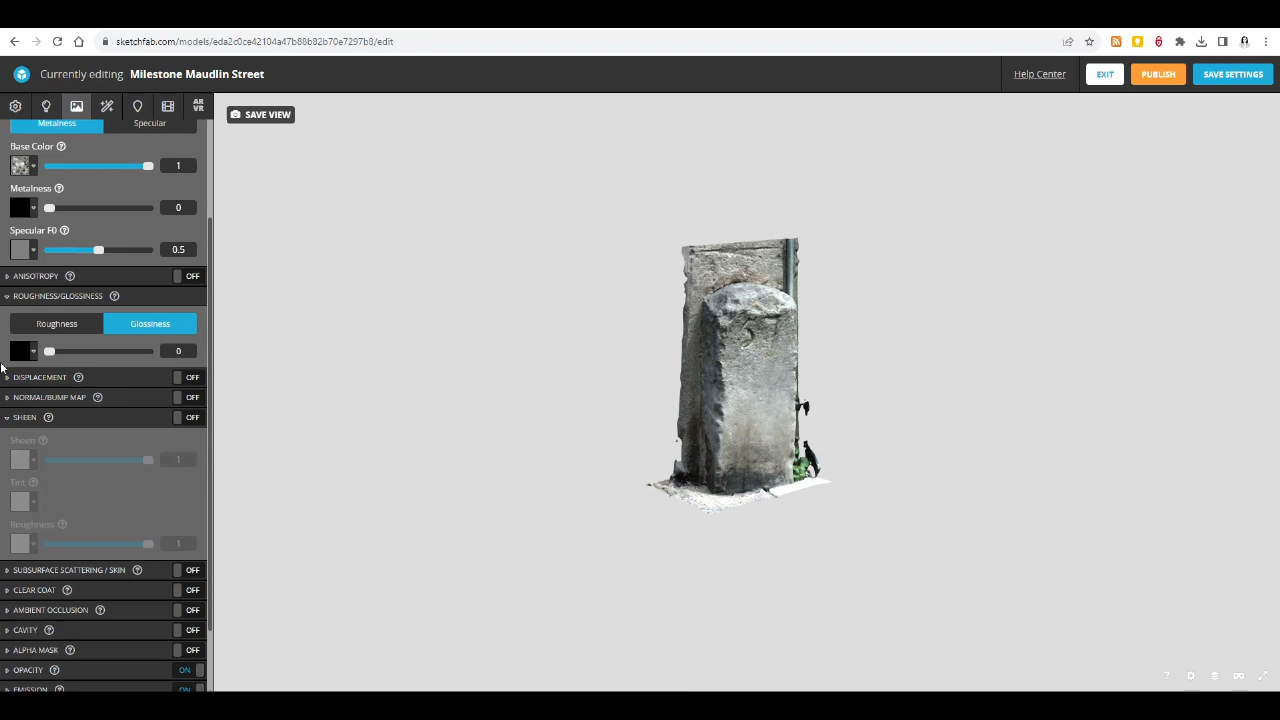 sketchfab.com/models/eda2c0ce42104a47b88b82b70e7297b8/edit
Currently editing Milestone Maudlin Street
Help Center
EXIT
PUBLISH
SAVE SETTINGS
AR
VR
SAVE VIEW
Metalness Specular
Base Color ?
1
Metalness ?
0
Specular F0 ?
0.5
ANISOTROPY ? OFF
ROUGHNESS/GLOSSINESS ?
Roughness Glossiness
0
DISPLACEMENT ? OFF
NORMAL/BUMP MAP ? OFF
SHEEN ? OFF
Sheen ?
1
Tint ?
Roughness ?
1
SUBSURFACE SCATTERING / SKIN ? OFF
CLEAR COAT ? OFF
AMBIENT OCCLUSION ? OFF
CAVITY ? OFF
ALPHA MASK ? OFF
OPACITY ? ON
EMISSION ? ON
?